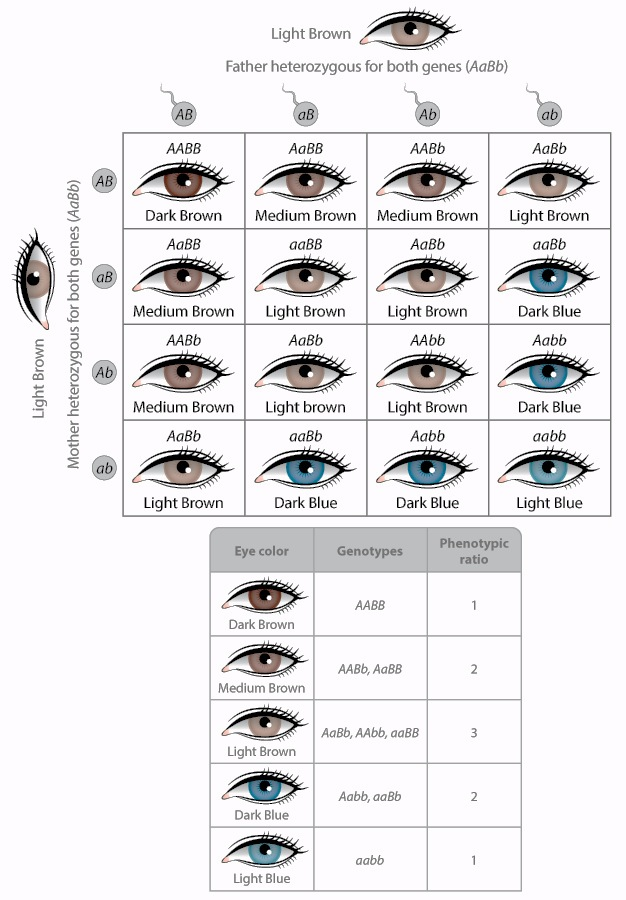 Light Brown
Father heterozygous for both genes (AaBb)
AB aB Ab ab
Light Brown
Mother heterozygous for both genes (AaBb)
AB
AABB AaBB AABb AaBb
Dark Brown Medium Brown Medium Brown Light Brown
aB
AaBB aaBB AaBb aaBb
Medium Brown Light Brown Light Brown Dark Blue
Ab
AABb AaBb AAbb Aabb
Medium Brown Light brown Light Brown Dark Blue
ab
AaBb aaBb Aabb aabb
Light Brown Dark Blue Dark Blue Light Blue
Eye color Genotypes Phenotypic ratio
Dark Brown AABB 1
Medium Brown AABb, AaBB 2
Light Brown AaBb, AAbb, aaBB 3
Dark Blue Aabb, aaBb 2
Light Blue aabb 1